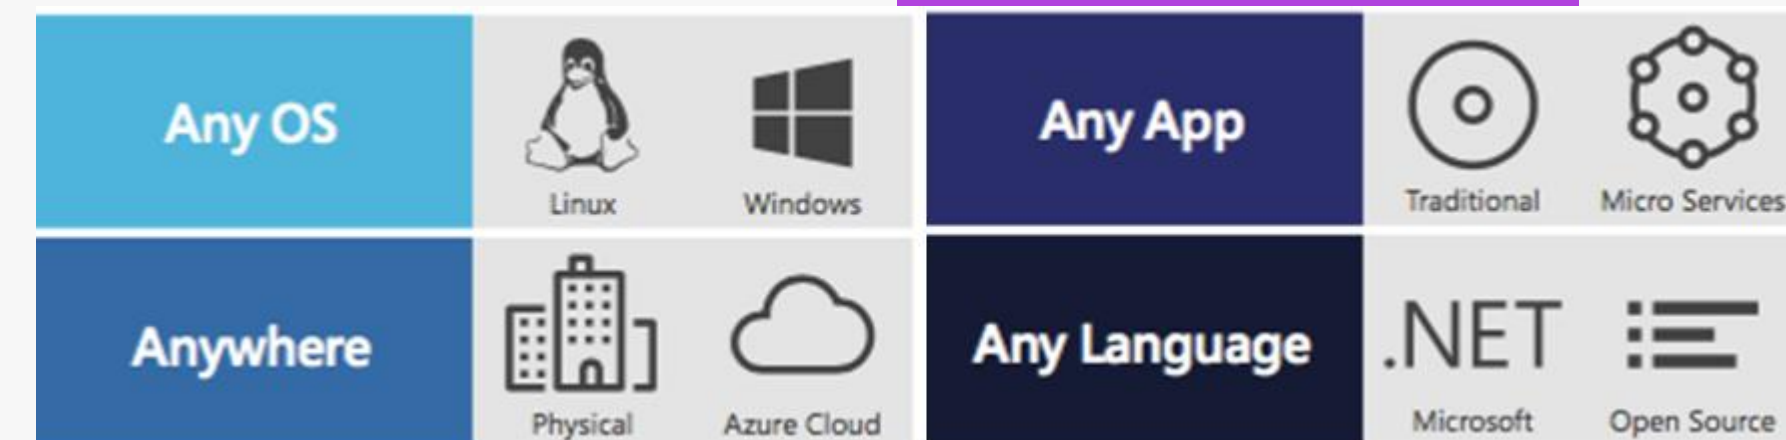 Any OS
Linux
Windows
Any App
Traditional
Micro Services
Anywhere
Physical
Azure Cloud
Any Language
.NET
Microsoft
Open Source